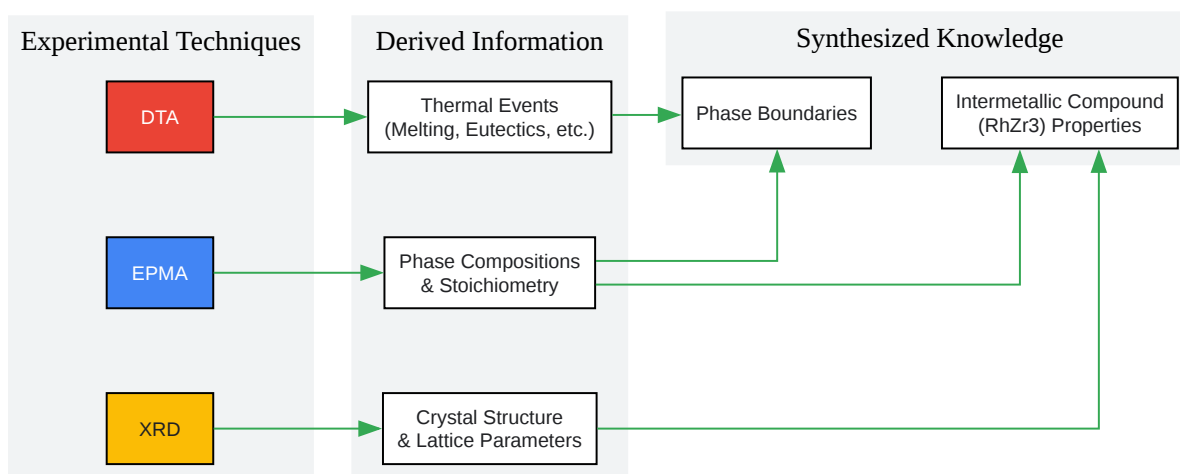 Experimental Techniques
Derived Information
Synthesized Knowledge
DTA
Thermal Events
(Melting, Eutectics, etc.)
Phase Boundaries
Intermetallic Compound
(RhZr3) Properties
EPMA
Phase Compositions
& Stoichiometry
XRD
Crystal Structure
& Lattice Parameters